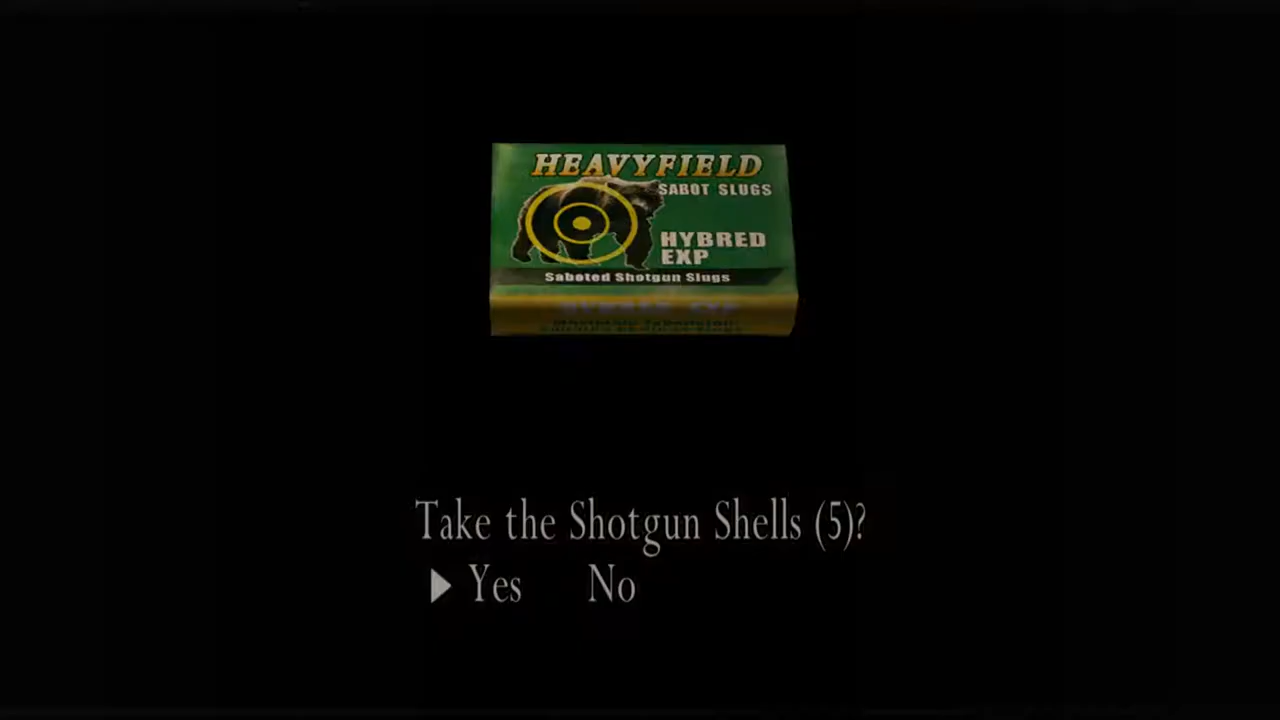 HEAVYFIELD
SABOT SLUGS
HYBRED
EXP
Saboted Shotgun Slugs
Take the Shotgun Shells (5)?
Yes No